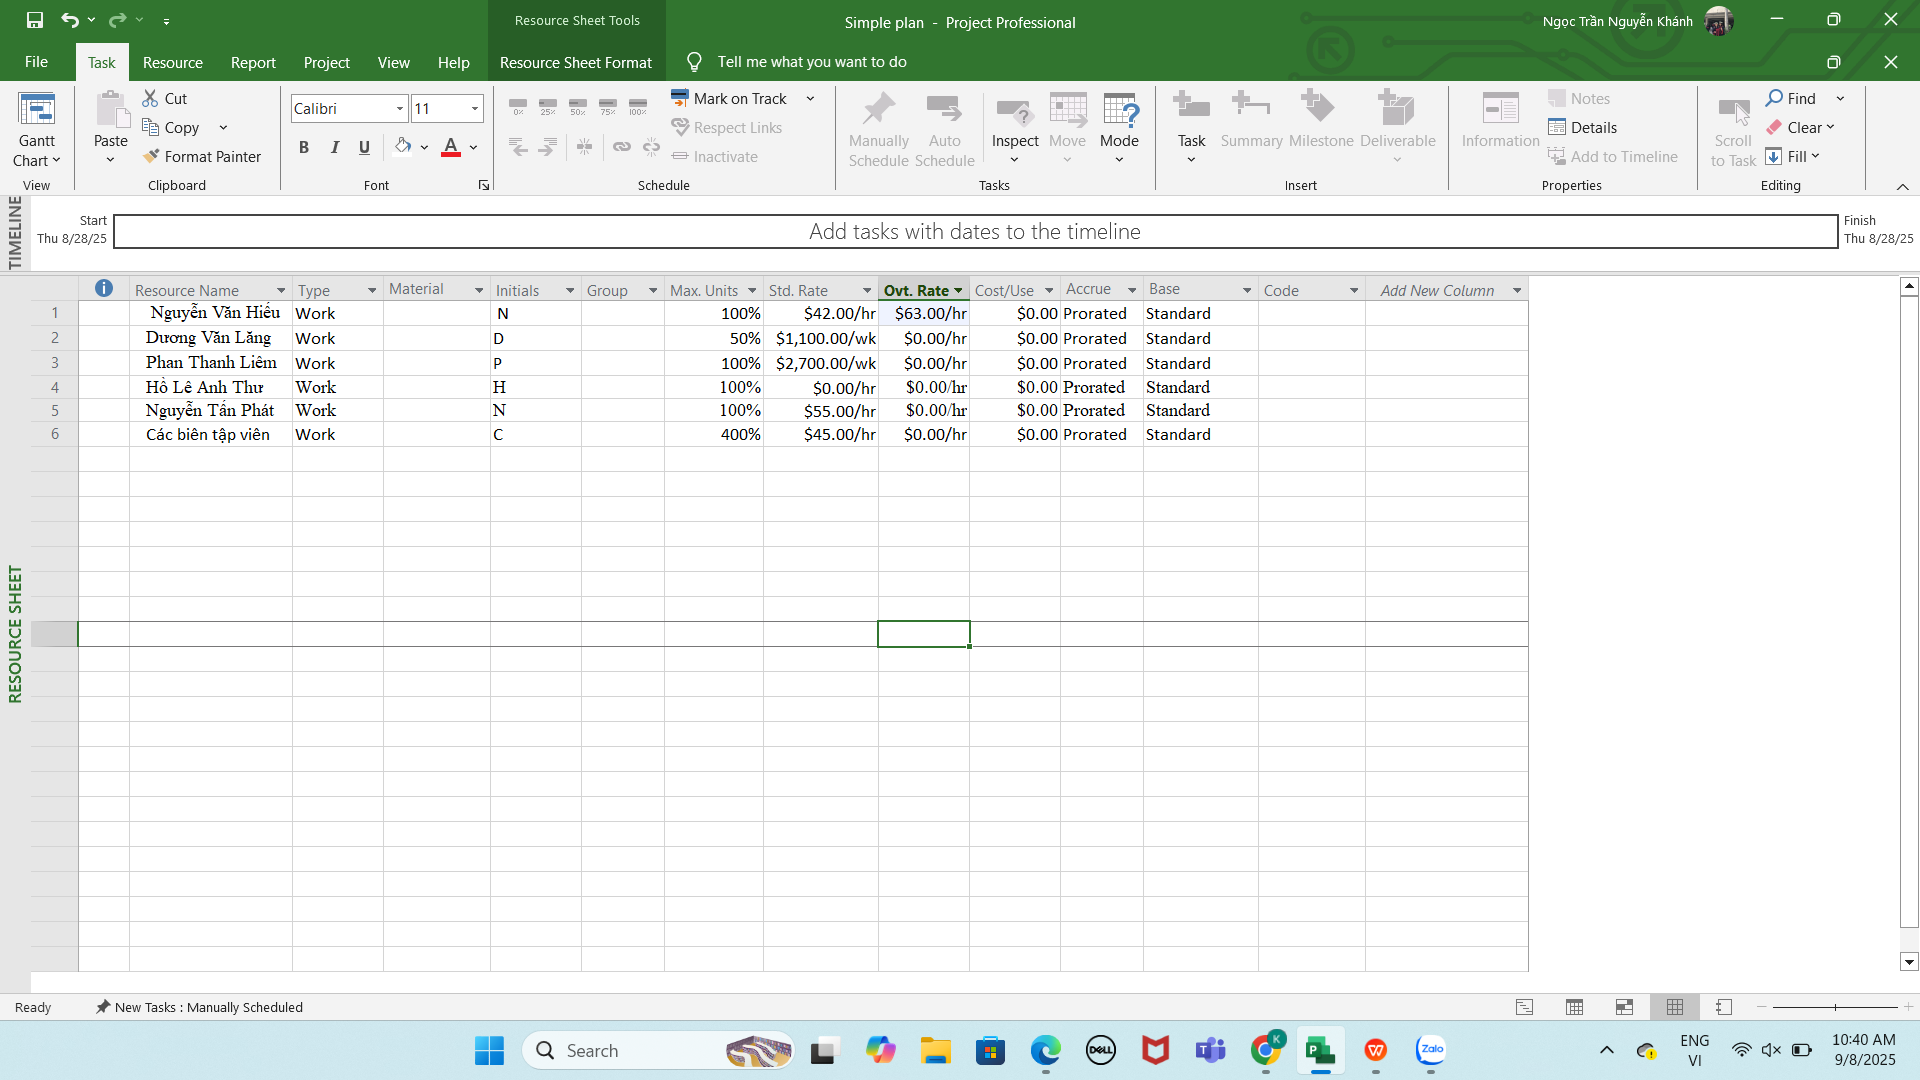 Resource Sheet Tools
Simple plan - Project Professional
Ngọc Trần Nguyễn Khánh
File Task Resource Report Project View Help Resource Sheet Format Tell me what you want to do
Gantt Chart
View
Paste
Cut
Copy
Format Painter
Clipboard
Calibri 11
B I U A
Font
0% 25% 50% 75% 100%
Mark on Track
Respect Links
Inactivate
Schedule
Manually Schedule
Auto Schedule
Inspect
Move
Mode
Tasks
Task
Summary
Milestone
Deliverable
Insert
Information
Notes
Details
Add to Timeline
Properties
Scroll to Task
Find
Clear
Fill
Editing
TIMELINE
Start
Thu 8/28/25
Add tasks with dates to the timeline
Finish
Thu 8/28/25
Resource Name Type Material Initials Group Max. Units Std. Rate Ovt. Rate Cost/Use Accrue Base Code Add New Column
1 Nguyễn Văn Hiếu Work N 100% $42.00/hr $63.00/hr $0.00 Prorated Standard
2 Dương Văn Lăng Work D 50% $1,100.00/wk $0.00/hr $0.00 Prorated Standard
3 Phan Thanh Liêm Work P 100% $2,700.00/wk $0.00/hr $0.00 Prorated Standard
4 Hồ Lê Anh Thư Work H 100% $0.00/hr $0.00/hr $0.00 Prorated Standard
5 Nguyễn Tấn Phát Work N 100% $55.00/hr $0.00/hr $0.00 Prorated Standard
6 Các biên tập viên Work C 400% $45.00/hr $0.00/hr $0.00 Prorated Standard
RESOURCE SHEET
Ready New Tasks : Manually Scheduled
Search
DELL
Zalo
K
ENG
VI
10:40 AM
9/8/2025